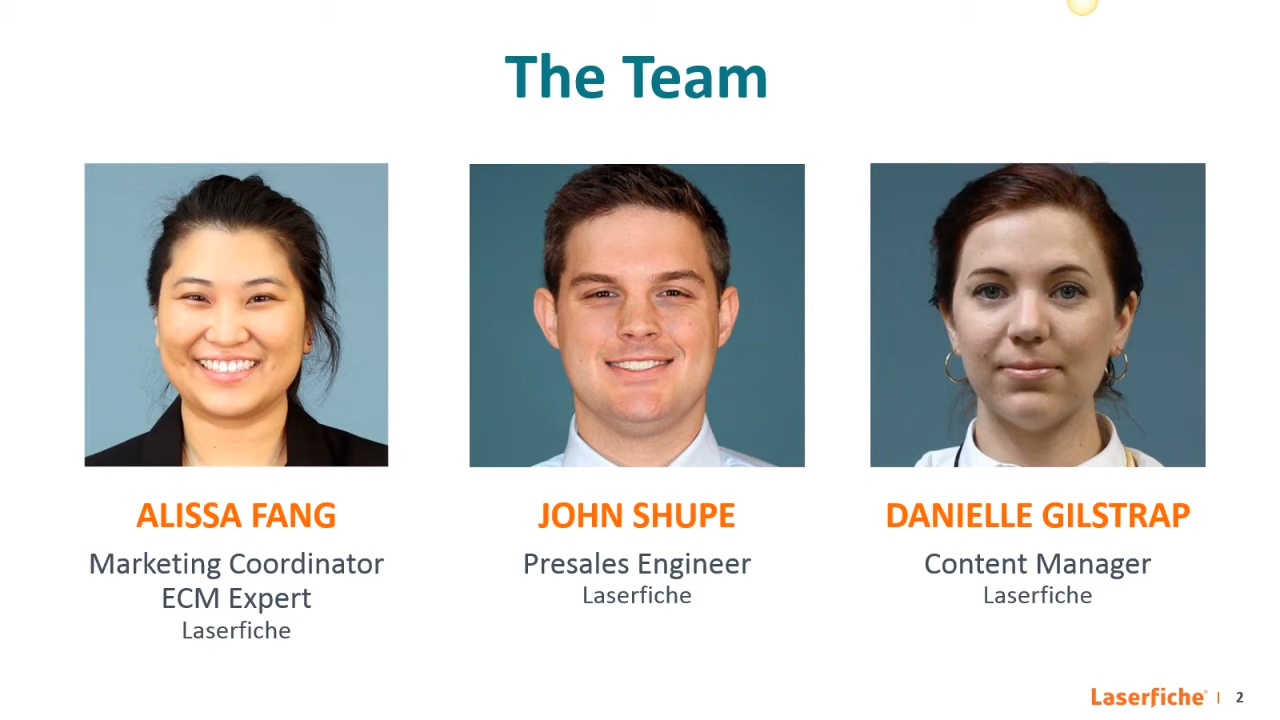 The Team
ALISSA FANG
Marketing Coordinator
ECM Expert
Laserfiche
JOHN SHUPE
Presales Engineer
Laserfiche
DANIELLE GILSTRAP
Content Manager
Laserfiche
Laserfiche® | 2